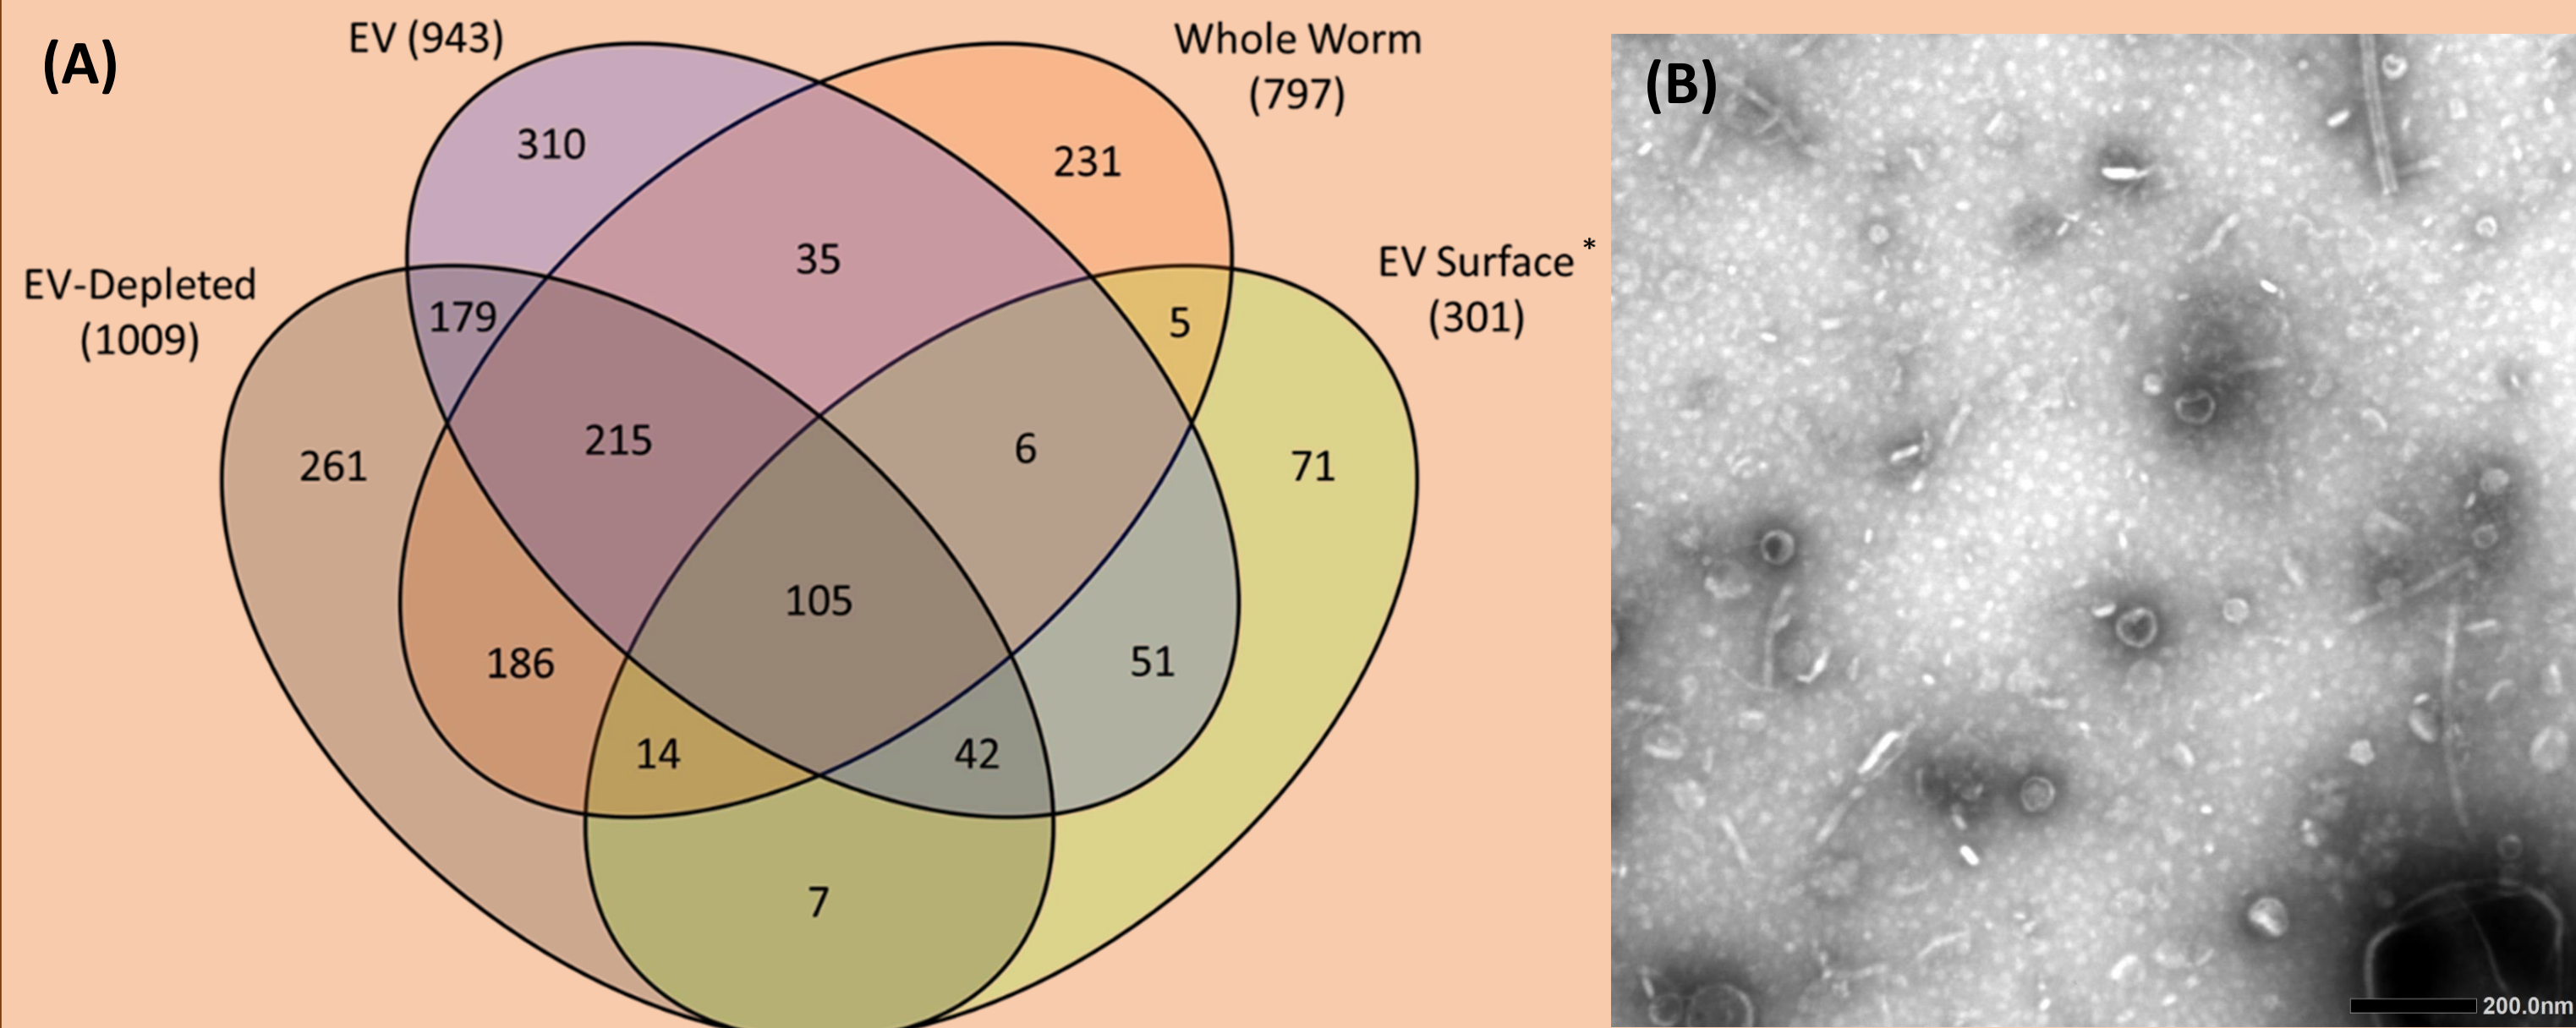 (A)
EV (943)
Whole Worm
(797)
EV-Depleted
(1009)
EV Surface *
(301)
310
231
35
179
5
261
215
6
71
186
105
51
14
42
7
(B)
200.0nm